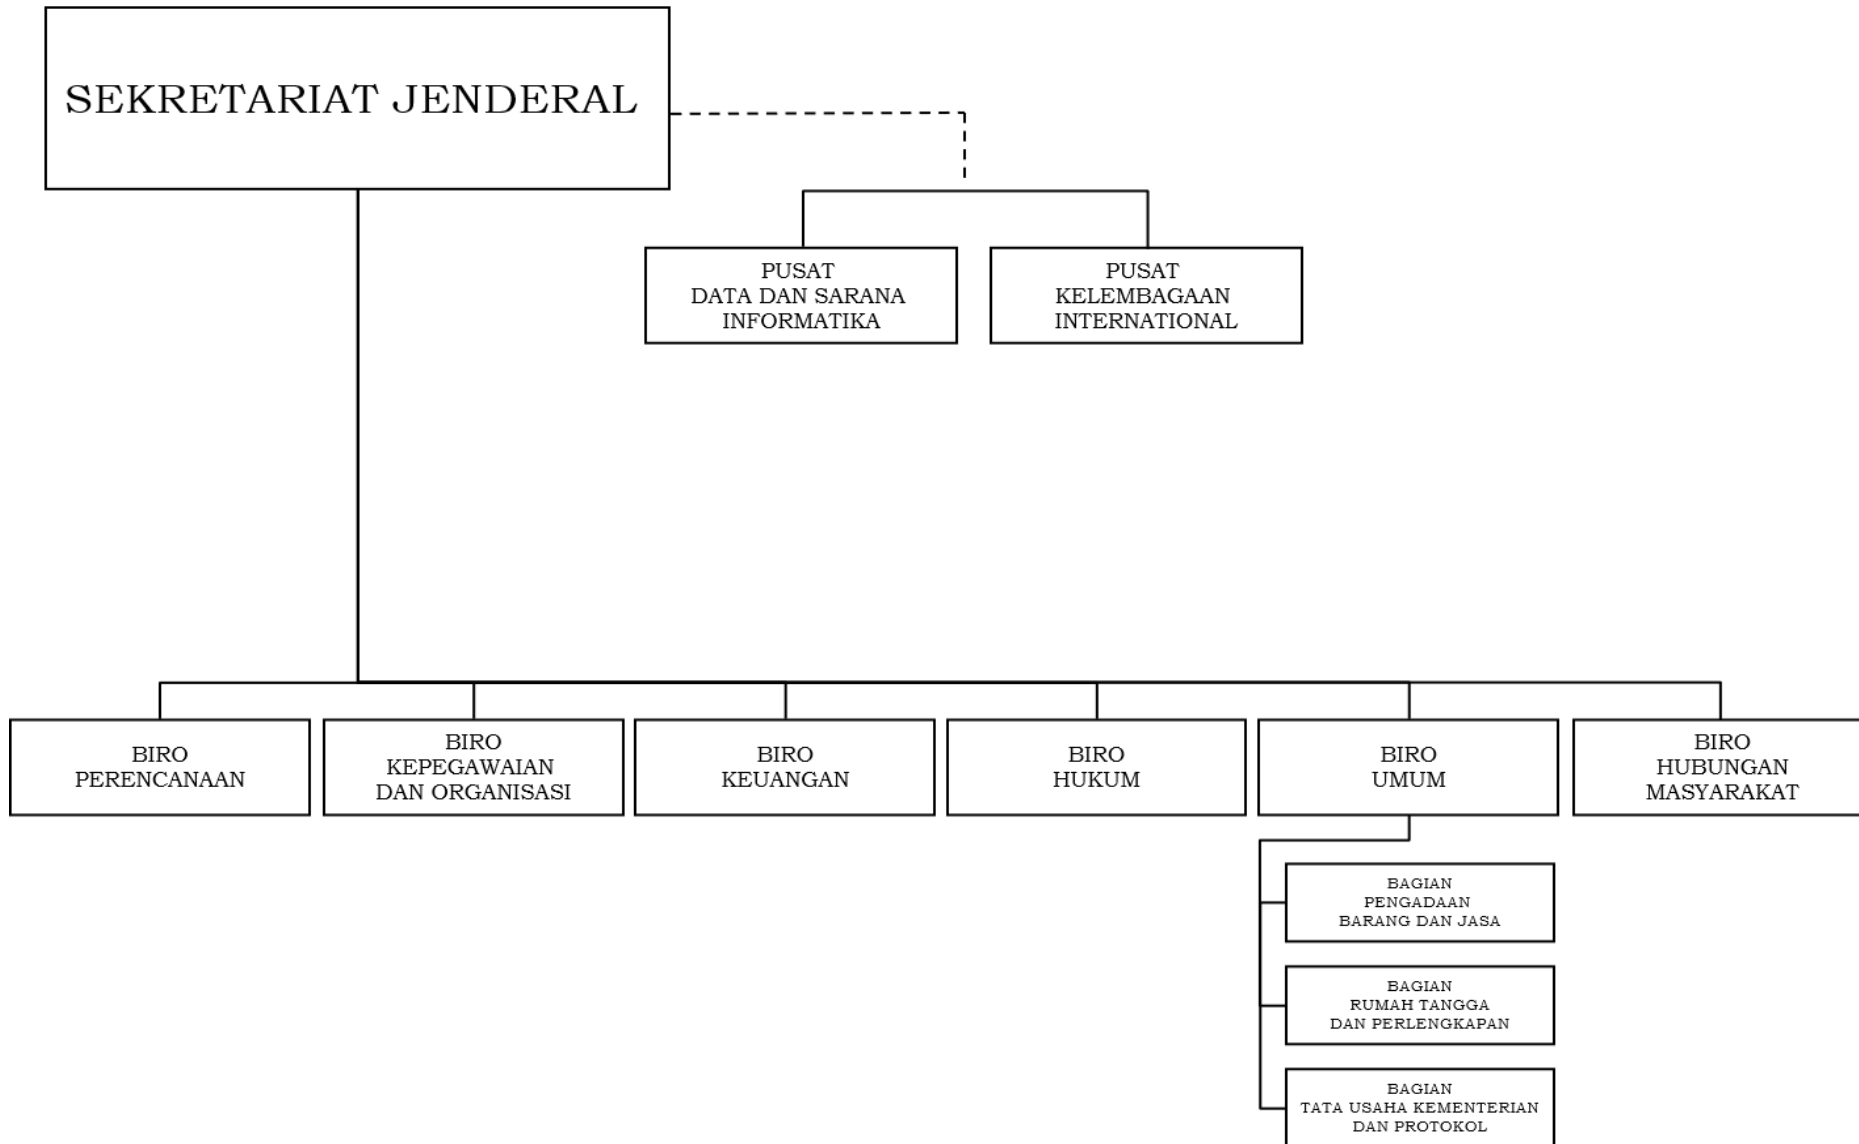 SEKRETARIAT JENDERAL
PUSAT
DATA DAN SARANA
INFORMATIKA
PUSAT
KELEMBAGAAN
INTERNATIONAL
BIRO
PERENCANAAN
BIRO
KEPEGAWAIAN
DAN ORGANISASI
BIRO
KEUANGAN
BIRO
HUKUM
BIRO
UMUM
BIRO
HUBUNGAN
MASYARAKAT
BAGIAN
PENGADAAN
BARANG DAN JASA
BAGIAN
RUMAH TANGGA
DAN PERLENGKAPAN
BAGIAN
TATA USAHA KEMENTERIAN
DAN PROTOKOL